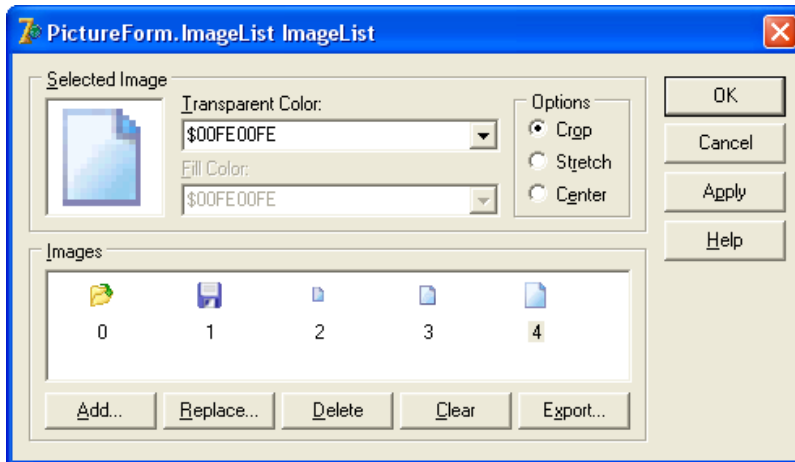 PictureForm.ImageList ImageList
Selected Image
Transparent Color:
$00FE00FE
Fill Color:
$00FE00FE
Options
Crop
Stretch
Center
OK
Cancel
Apply
Help
Images
0 1 2 3 4
Add... Replace... Delete Clear Export...